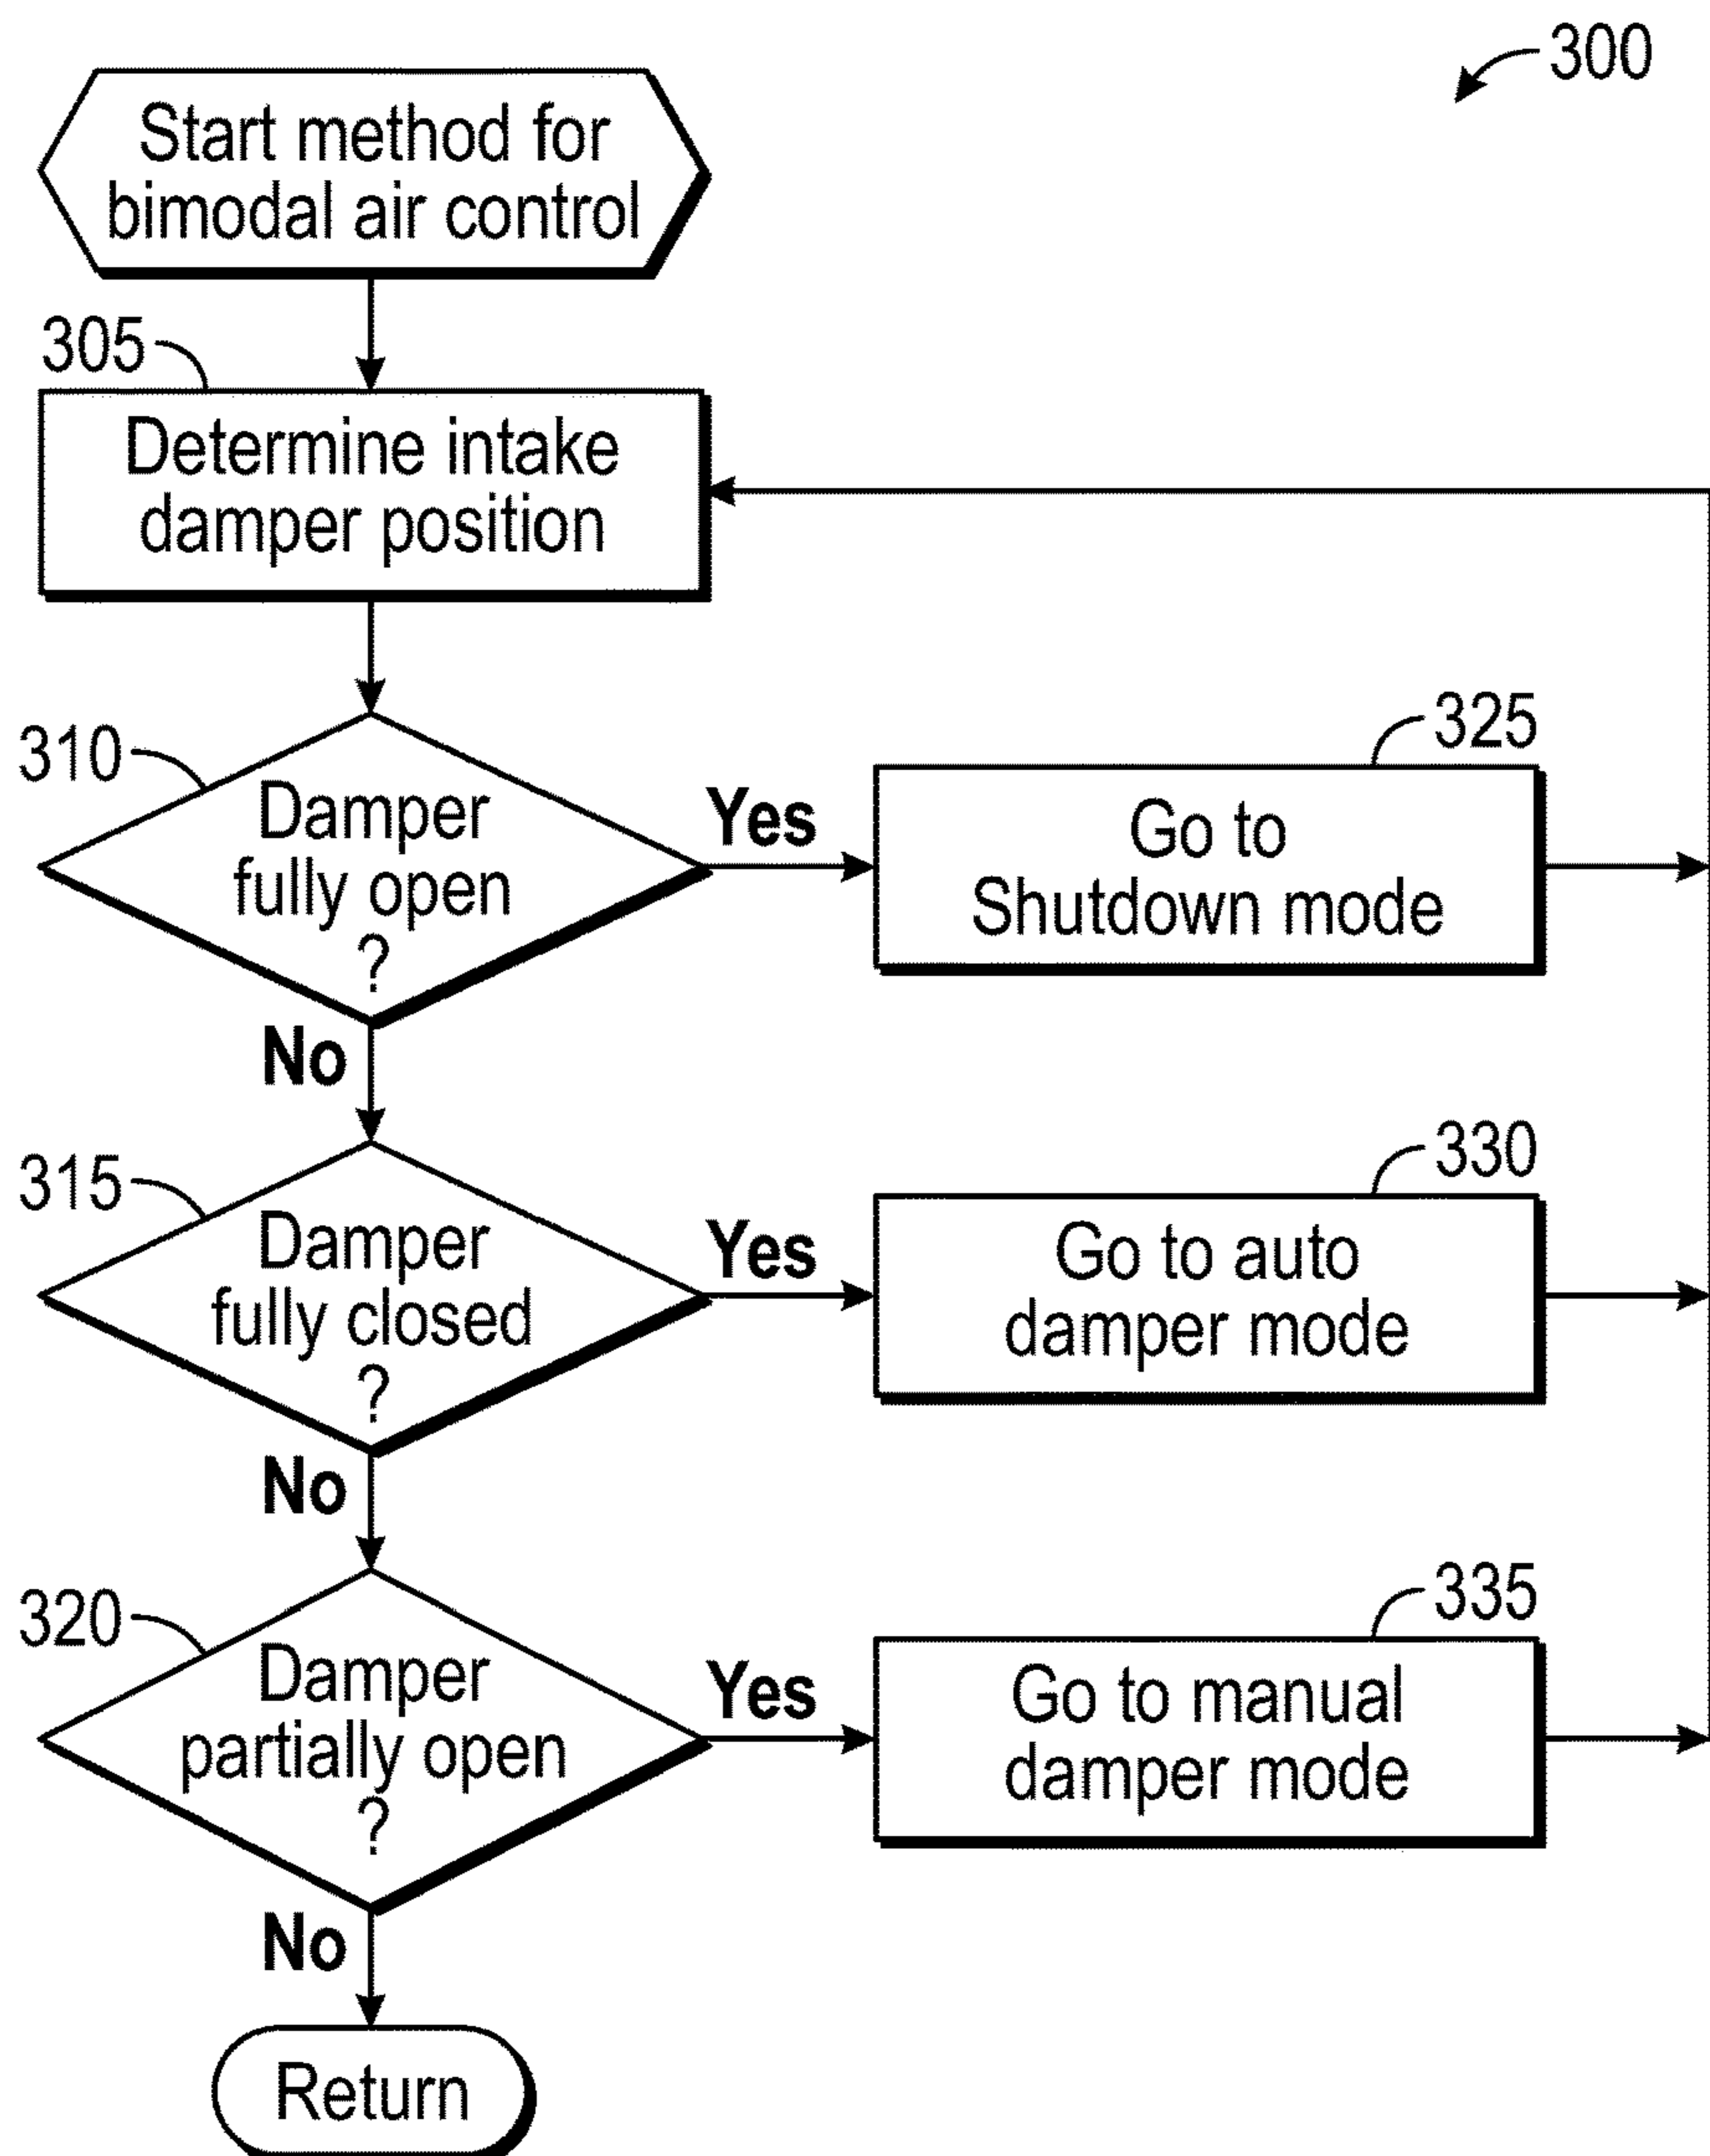 300
Start method for
bimodal air control
305
Determine intake
damper position
310
Damper
fully open
?
Yes
325
Go to
Shutdown mode
No
315
Damper
fully closed
?
Yes
330
Go to auto
damper mode
No
320
Damper
partially open
?
Yes
335
Go to manual
damper mode
No
Return